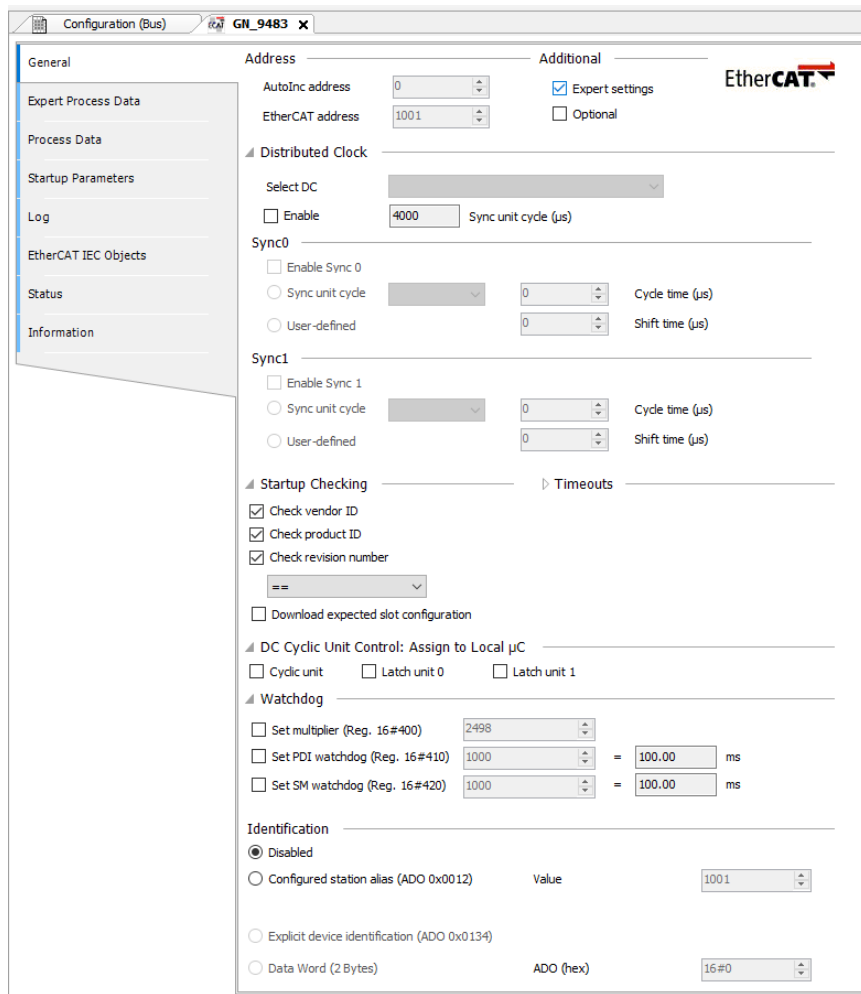 Configuration (Bus)
GN_9483
General
Expert Process Data
Process Data
Startup Parameters
Log
EtherCAT IEC Objects
Status
Information
Address
Additional
EtherCAT®
AutoInc address 0
Expert settings
EtherCAT address 1001
Optional
Distributed Clock
Select DC
Enable 4000 Sync unit cycle (µs)
Sync0
Enable Sync 0
Sync unit cycle 0 Cycle time (µs)
User-defined 0 Shift time (µs)
Sync1
Enable Sync 1
Sync unit cycle 0 Cycle time (µs)
User-defined 0 Shift time (µs)
Startup Checking
Timeouts
Check vendor ID
Check product ID
Check revision number
==
Download expected slot configuration
DC Cyclic Unit Control: Assign to Local µC
Cyclic unit Latch unit 0 Latch unit 1
Watchdog
Set multiplier (Reg. 16#400) 2498
Set PDI watchdog (Reg. 16#410) 1000 = 100.00 ms
Set SM watchdog (Reg. 16#420) 1000 = 100.00 ms
Identification
Disabled
Configured station alias (ADO 0x0012) Value 1001
Explicit device identification (ADO 0x0134)
Data Word (2 Bytes) ADO (hex) 16#0